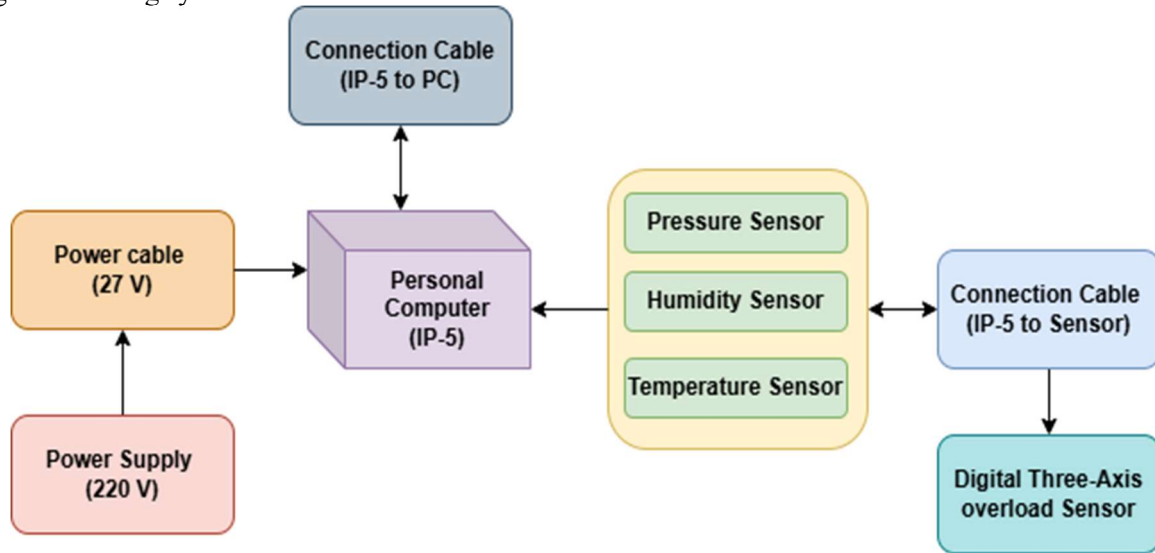 Connection Cable
(IP-5 to PC)
Power cable
(27 V)
Personal
Computer
(IP-5)
Pressure Sensor
Humidity Sensor
Temperature Sensor
Connection Cable
(IP-5 to Sensor)
Power Supply
(220 V)
Digital Three-Axis
overload Sensor